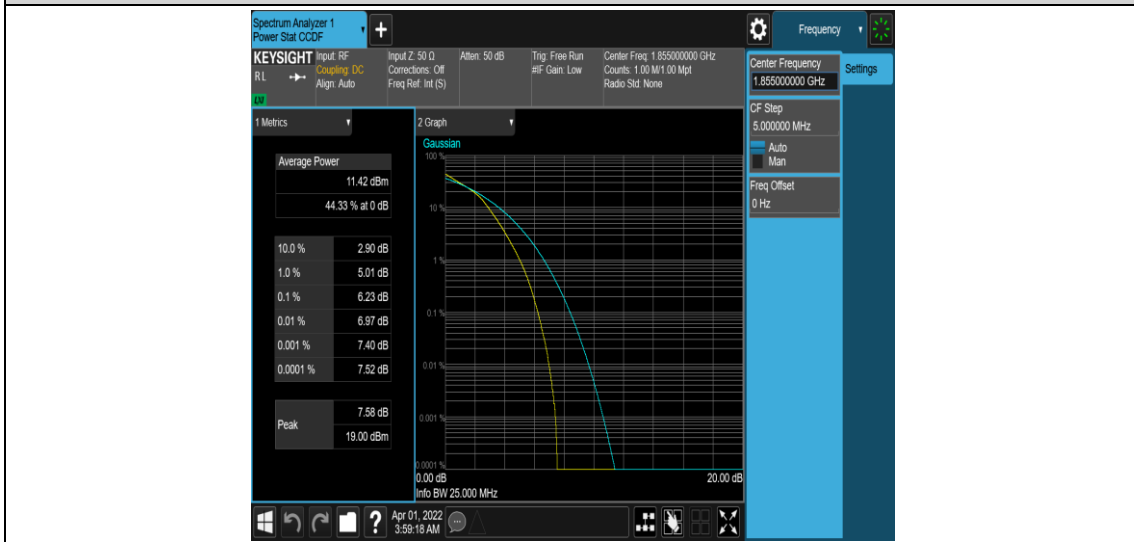 Spectrum Analyzer 1
Power Stat CCDF
+
Frequency
KEYSIGHT
Input: RF
Coupling: DC
Align: Auto
RL
LXI
Input Z: 50 Ω
Corrections: Off
Freq Ref: Int (S)
Atten: 50 dB
Trig: Free Run
#IF Gain: Low
Center Freq: 1.855000000 GHz
Counts: 1.00 M/1.00 Mpt
Radio Std: None
Center Frequency
1.855000000 GHz
Settings
CF Step
5.000000 MHz
Auto
Man
Freq Offset
0 Hz
1 Metrics
Average Power
11.42 dBm
44.33 % at 0 dB
10.0 % 2.90 dB
1.0 % 5.01 dB
0.1 % 6.23 dB
0.01 % 6.97 dB
0.001 % 7.40 dB
0.0001 % 7.52 dB
Peak
7.58 dB
19.00 dBm
2 Graph
Gaussian
100 %
10 %
1 %
0.1 %
0.01 %
0.001 %
0.0001 %
0.00 dB 20.00 dB
Info BW 25.000 MHz
?
Apr 01, 2022
3:59:18 AM